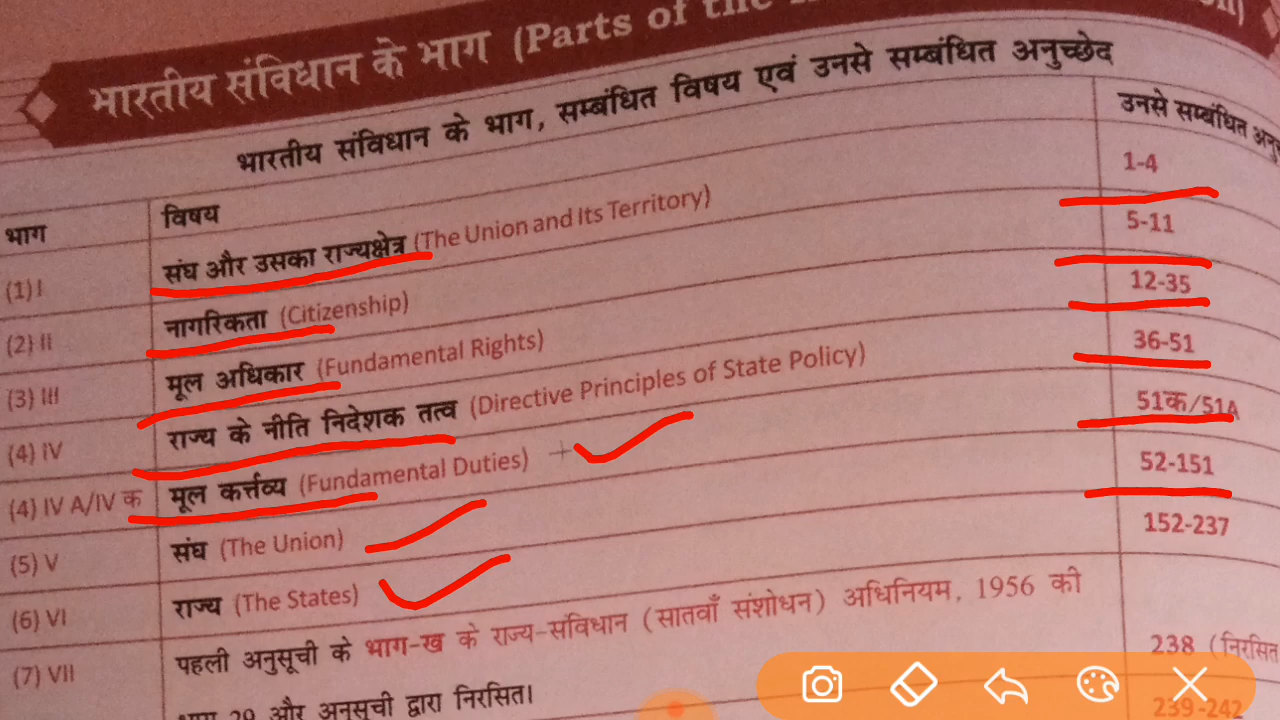 भारतीय संविधान के भाग (Parts of the
भारतीय संविधान के भाग, सम्बंधित विषय एवं उनसे सम्बंधित अनुच्छेद
भाग विषय उनसे सम्बंधित
(1) I संघ और उसका राज्यक्षेत्र (The Union and Its Territory) 1-4
(2) II नागरिकता (Citizenship) 5-11
(3) III मूल अधिकार (Fundamental Rights) 12-35
(4) IV राज्य के नीति निदेशक तत्व (Directive Principles of State Policy) 36-51
(4) IV A/IV क मूल कर्त्तव्य (Fundamental Duties) 51क/51A
(5) V संघ (The Union) 52-151
(6) VI राज्य (The States) 152-237
(7) VII पहली अनुसूची के भाग-ख के राज्य-संविधान (सातवाँ संशोधन) अधिनियम, 1956 की 238 (निरसित
29 और अनुसूची द्वारा निरसित।
239-242